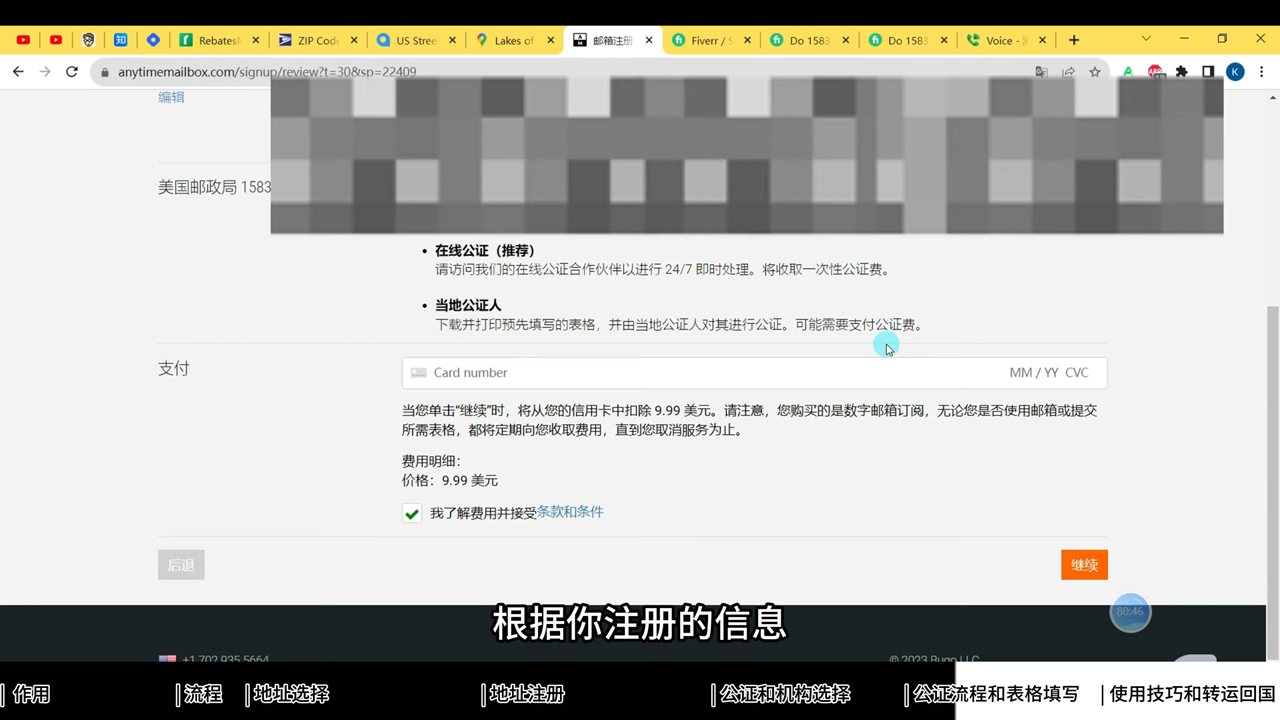 RebatesM
ZIP Code
US Stree
Lakes of
邮箱注册
Fiverr / S
Do 1583
Do 1583
Voice -
anytimemailbox.com/signup/review?t=30&sp=22409
K
编辑
美国邮政局 1583
• 在线公证（推荐）
请访问我们的在线公证合作伙伴以进行 24/7 即时处理。将收取一次性公证费。
• 当地公证人
下载并打印预先填写的表格，并由当地公证人对其进行公证。可能需要支付公证费。
支付
Card number MM / YY CVC
当您单击“继续”时，将从您的信用卡中扣除 9.99 美元。请注意，您购买的是数字邮箱订阅，无论您是否使用邮箱或提交
所需表格，都将定期向您收取费用，直到您取消服务为止。
费用明细：
价格：9.99 美元
我了解费用并接受条款和条件
后退
继续
80:46
根据你注册的信息
+1 702 935 5664
© 2023 Bugo LLC
| 作用 | 流程 | 地址选择 | 地址注册 | 公证和机构选择 | 公证流程和表格填写 | 使用技巧和转运回国